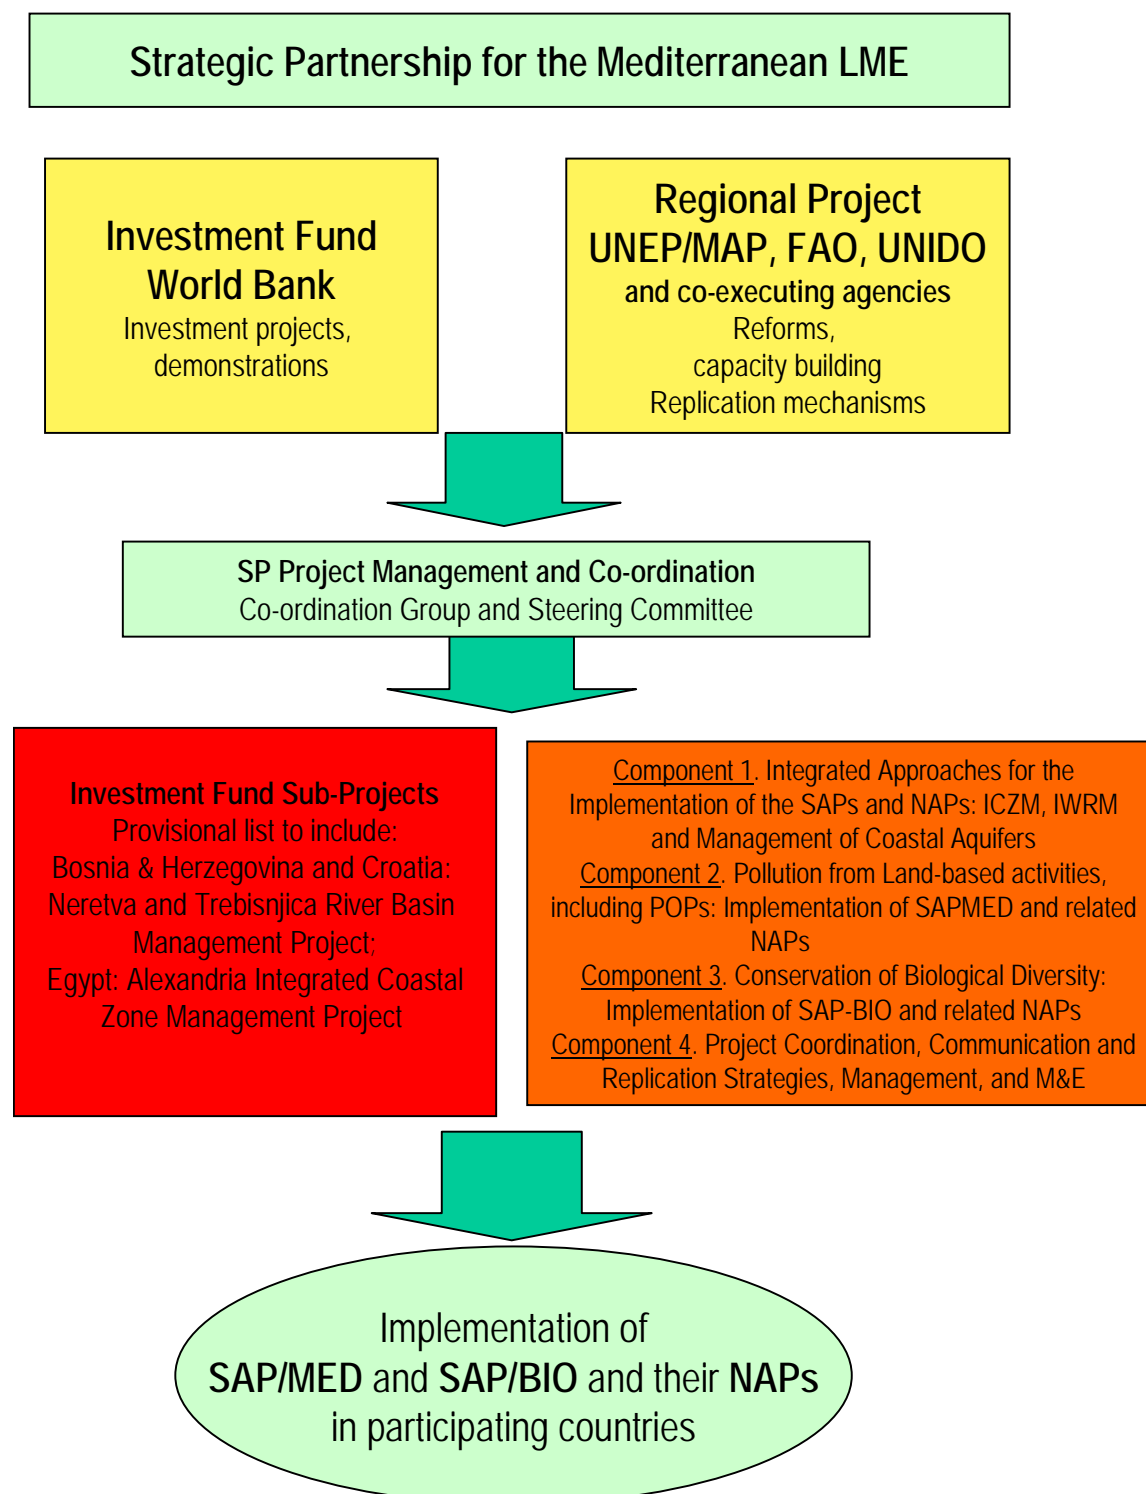 Strategic Partnership for the Mediterranean LME
Investment Fund
World Bank
Investment projects,
demonstrations
Regional Project
UNEP/MAP, FAO, UNIDO
and co-executing agencies
Reforms,
capacity building
Replication mechanisms
SP Project Management and Co-ordination
Co-ordination Group and Steering Committee
Investment Fund Sub-Projects
Provisional list to include:
Bosnia & Herzegovina and Croatia:
Neretva and Trebisnjica River Basin
Management Project;
Egypt: Alexandria Integrated Coastal
Zone Management Project
Component 1. Integrated Approaches for the
Implementation of the SAPs and NAPs: ICZM, IWRM
and Management of Coastal Aquifers
Component 2. Pollution from Land-based activities,
including POPs: Implementation of SAPMED and related
NAPs
Component 3. Conservation of Biological Diversity:
Implementation of SAP-BIO and related NAPs
Component 4. Project Coordination, Communication and
Replication Strategies, Management, and M&E
Implementation of
SAP/MED and SAP/BIO and their NAPs
in participating countries